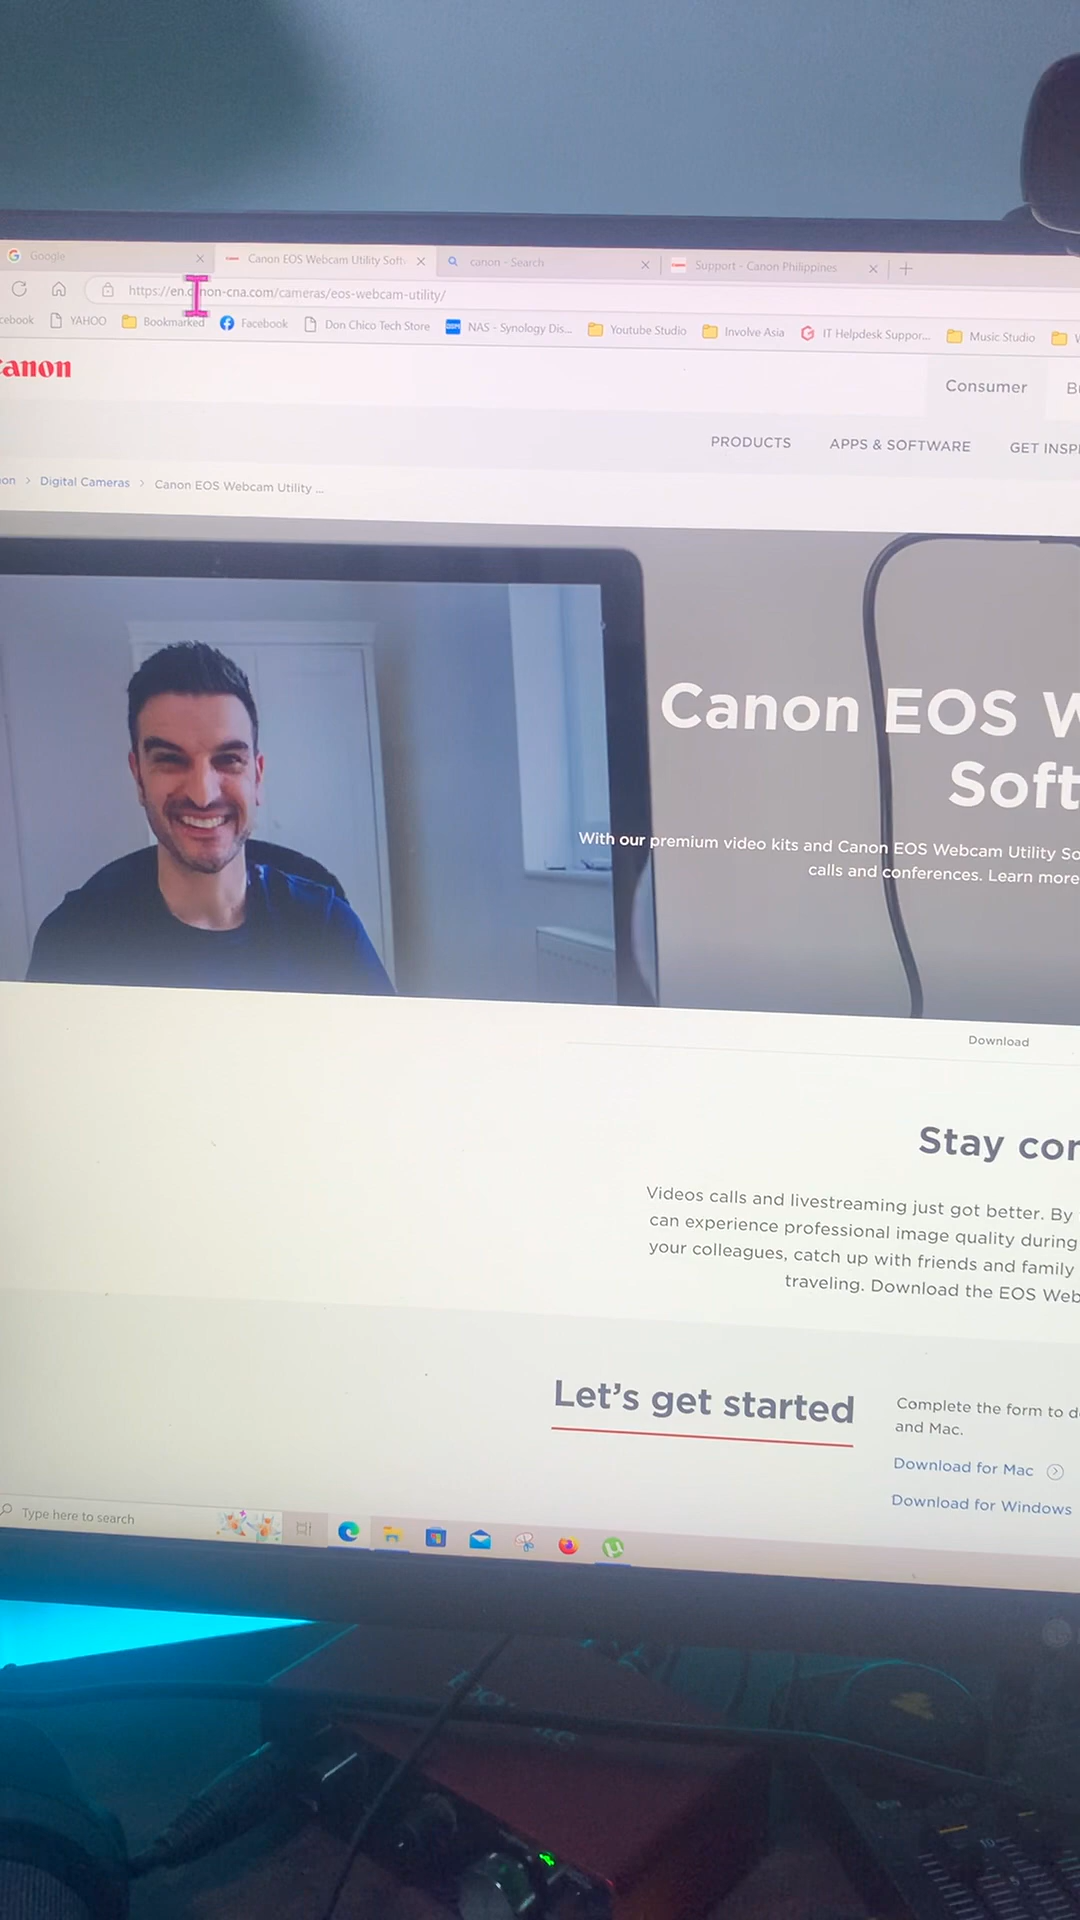 Google
Canon EOS Webcam Utility Soft
canon - Search
Support - Canon Philippines
https://en.canon-cna.com/cameras/eos-webcam-utility/
cebook
YAHOO
Bookmarked
Facebook
Don Chico Tech Store
NAS - Synology Dis...
Youtube Studio
Involve Asia
IT Helpdesk Suppor...
Music Studio
Canon
Consumer
PRODUCTS
APPS & SOFTWARE
GET INSPI
on > Digital Cameras > Canon EOS Webcam Utility ...
Canon EOS W
Soft
With our premium video kits and Canon EOS Webcam Utility So
calls and conferences. Learn more
Download
Stay cor
Videos calls and livestreaming just got better. By
can experience professional image quality during
your colleagues, catch up with friends and family
traveling. Download the EOS Web
Let's get started
Complete the form to d
and Mac.
Download for Mac
Download for Windows
Type here to search